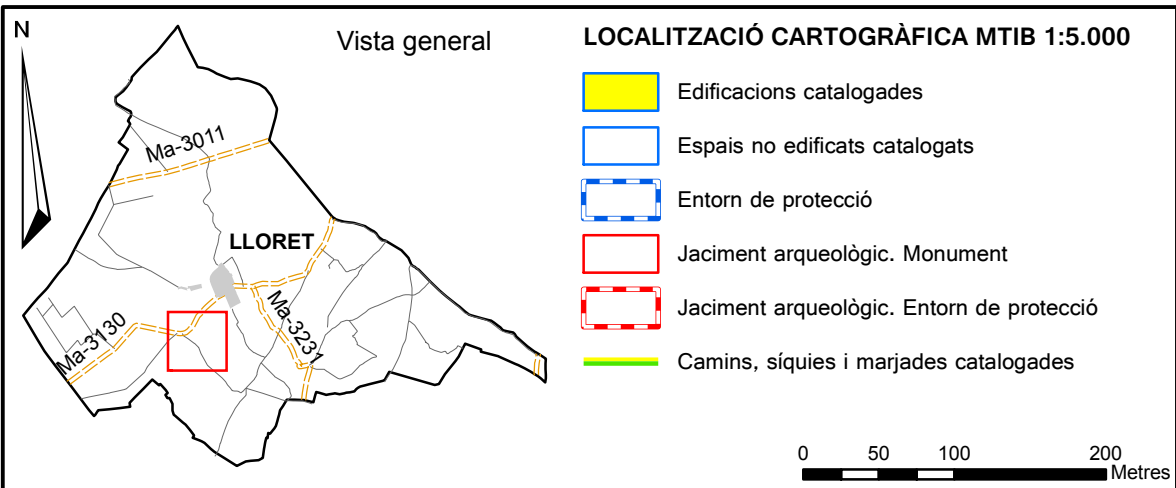 N
Vista general
Ma-3011
LLORET
Ma-3130
Ma-3231
LOCALITZACIÓ CARTOGRÀFICA MTIB 1:5.000
Edificacions catalogades
Espais no edificats catalogats
Entorn de protecció
Jaciment arqueològic. Monument
Jaciment arqueològic. Entorn de protecció
Camins, síquies i marjades catalogades
0 50 100 200
Metres